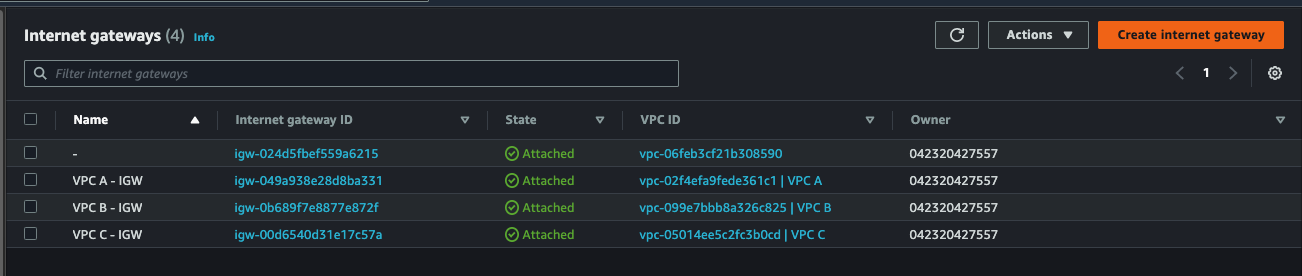 Internet gateways (4) Info Actions Create internet gateway
Filter internet gateways 1
Name Internet gateway ID State VPC ID Owner
- igw-024d5fbef559a6215 Attached vpc-06feb3cf21b308590 042320427557
VPC A - IGW igw-049a938e28d8ba331 Attached vpc-02f4efa9fede361c1 | VPC A 042320427557
VPC B - IGW igw-0b689f7e8877e872f Attached vpc-099e7bbb8a326c825 | VPC B 042320427557
VPC C - IGW igw-00d6540d31e17c57a Attached vpc-05014ee5c2fc3b0cd | VPC C 042320427557